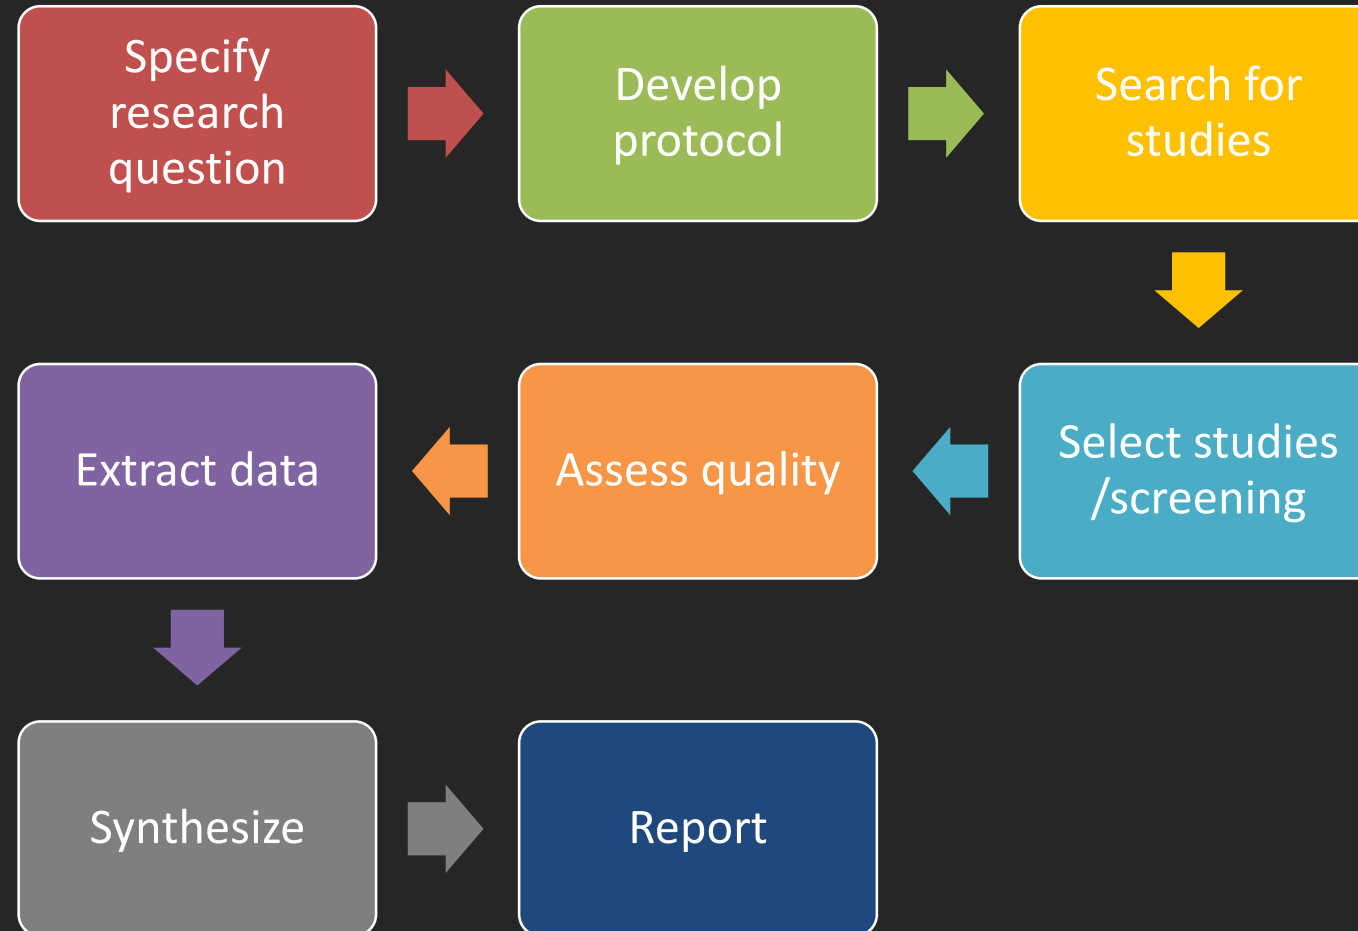 Specify
research
question
Develop
protocol
Search for
studies
Select studies
/screening
Assess quality
Extract data
Synthesize
Report